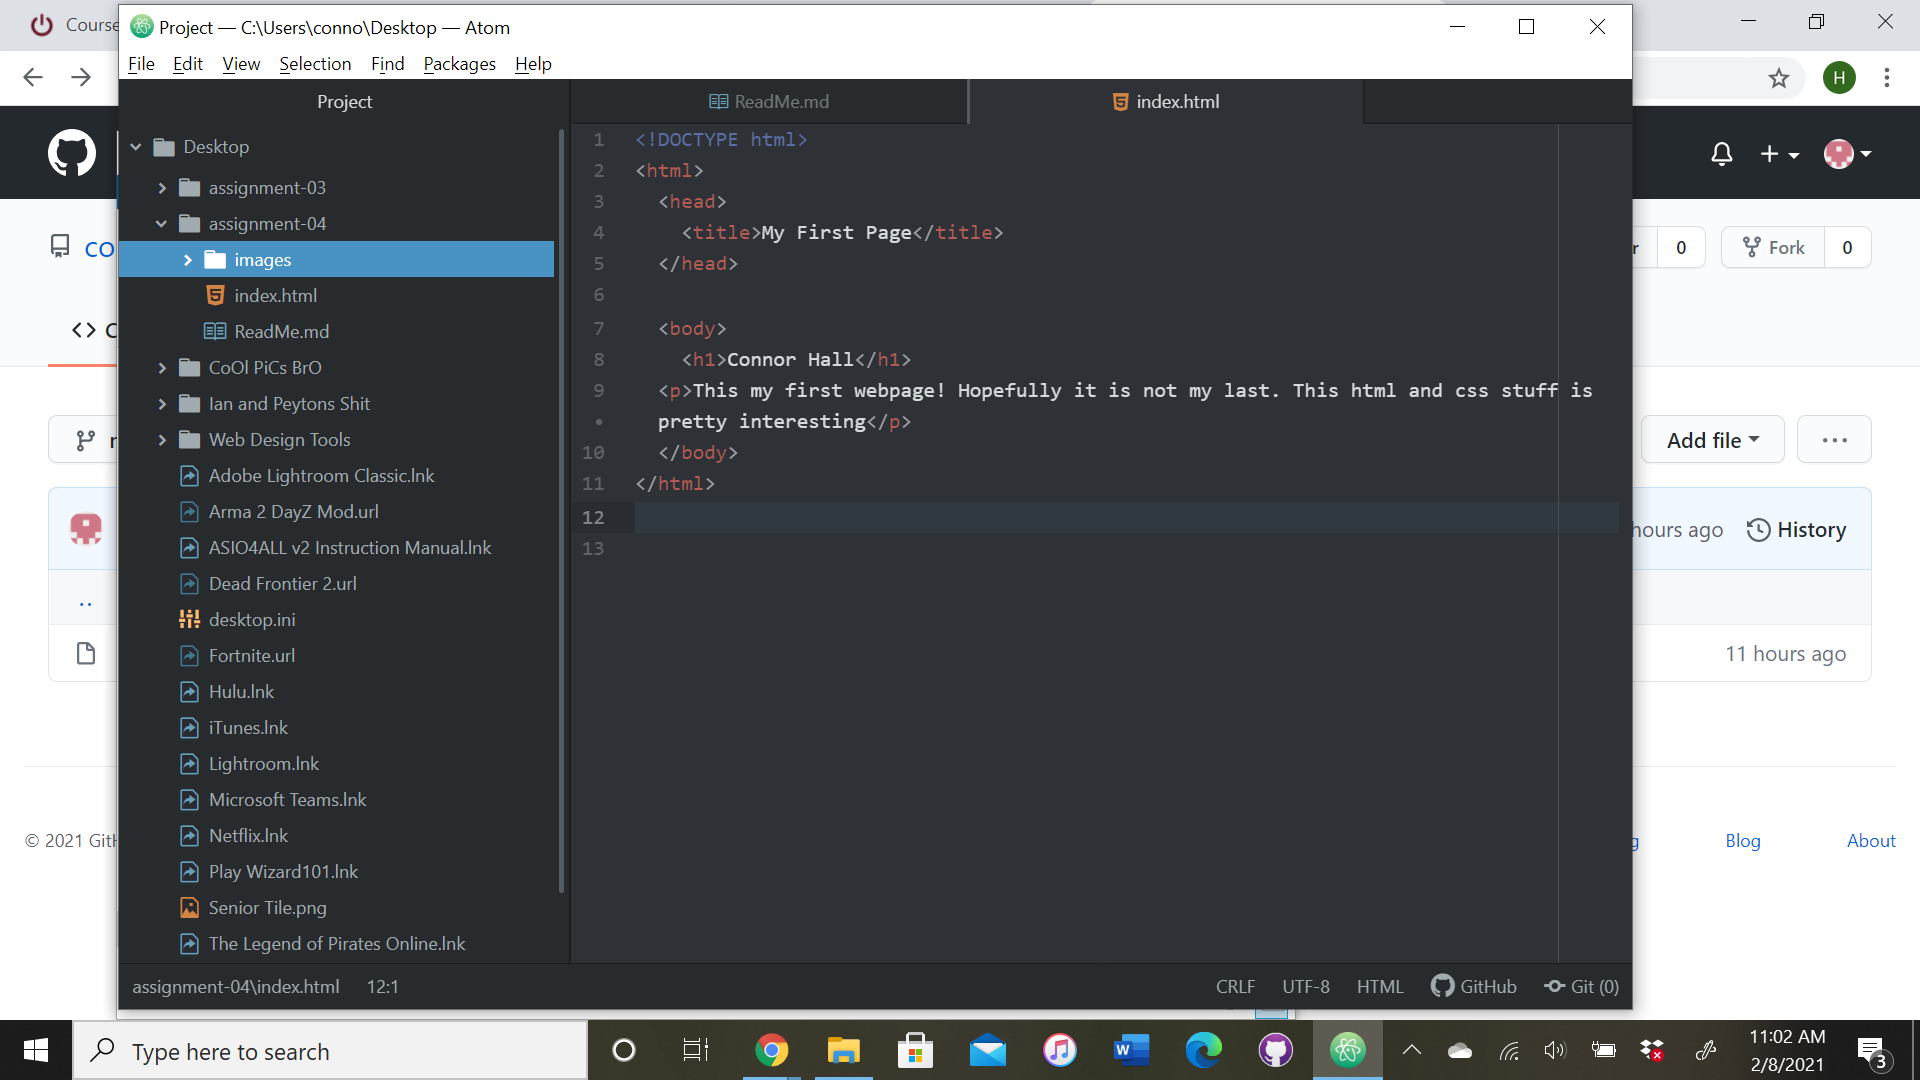 Course
Project — C:\Users\conno\Desktop — Atom
File Edit View Selection Find Packages Help
H
Project
ReadMe.md
index.html
Desktop
assignment-03
assignment-04
images
index.html
ReadMe.md
CoOl PiCs BrO
Ian and Peytons Shit
Web Design Tools
Adobe Lightroom Classic.lnk
Arma 2 DayZ Mod.url
ASIO4ALL v2 Instruction Manual.lnk
Dead Frontier 2.url
desktop.ini
Fortnite.url
Hulu.lnk
iTunes.lnk
Lightroom.lnk
Microsoft Teams.lnk
Netflix.lnk
Play Wizard101.lnk
Senior Tile.png
The Legend of Pirates Online.lnk
1 <!DOCTYPE html>
2 <html>
3 <head>
4 <title>My First Page</title>
5 </head>
6
7 <body>
8 <h1>Connor Hall</h1>
9 <p>This my first webpage! Hopefully it is not my last. This html and css stuff is
• pretty interesting</p>
10 </body>
11 </html>
12
13
assignment-04\index.html 12:1
CRLF UTF-8 HTML GitHub Git (0)
co
r 0 Fork 0
Add file
hours ago History
..
11 hours ago
© 2021 GitH
g Blog About
Type here to search
11:02 AM
2/8/2021
3